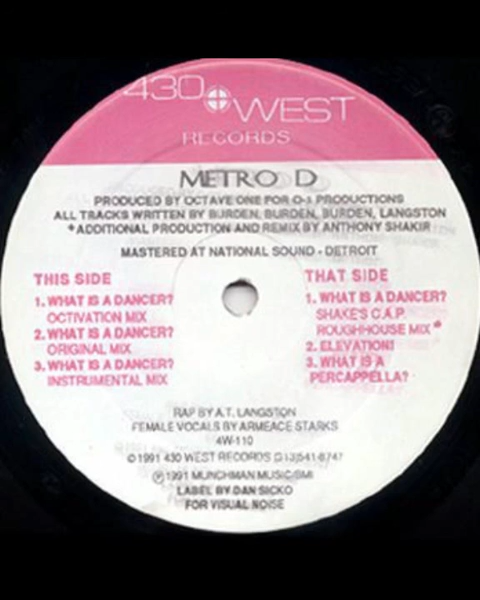 430 WEST
RECORDS
METRO D
PRODUCED BY OCTAVE ONE FOR O-1 PRODUCTIONS
ALL TRACKS WRITTEN BY BURDEN, BURDEN, BURDEN, LANGSTON
*ADDITIONAL PRODUCTION AND REMIX BY ANTHONY SHAKIR
MASTERED AT NATIONAL SOUND - DETROIT
THIS SIDE
1. WHAT IS A DANCER?
OCTIVATION MIX
2. WHAT IS A DANCER?
ORIGINAL MIX
3. WHAT IS A DANCER?
INSTRUMENTAL MIX
THAT SIDE
1. WHAT IS A DANCER?
SHAKE'S C.A.P.
ROUGHHOUSE MIX *
2. ELEVATION!
3. WHAT IS A
PERCAPPELLA?
RAP BY A.T. LANGSTON
FEMALE VOCALS BY ARMEACE STARKS
4W-110
©1991 430 WEST RECORDS (313)541-8747
℗1991 MUNCHMAN MUSIC/BMI
LABEL BY DAN SICKO
FOR VISUAL NOISE